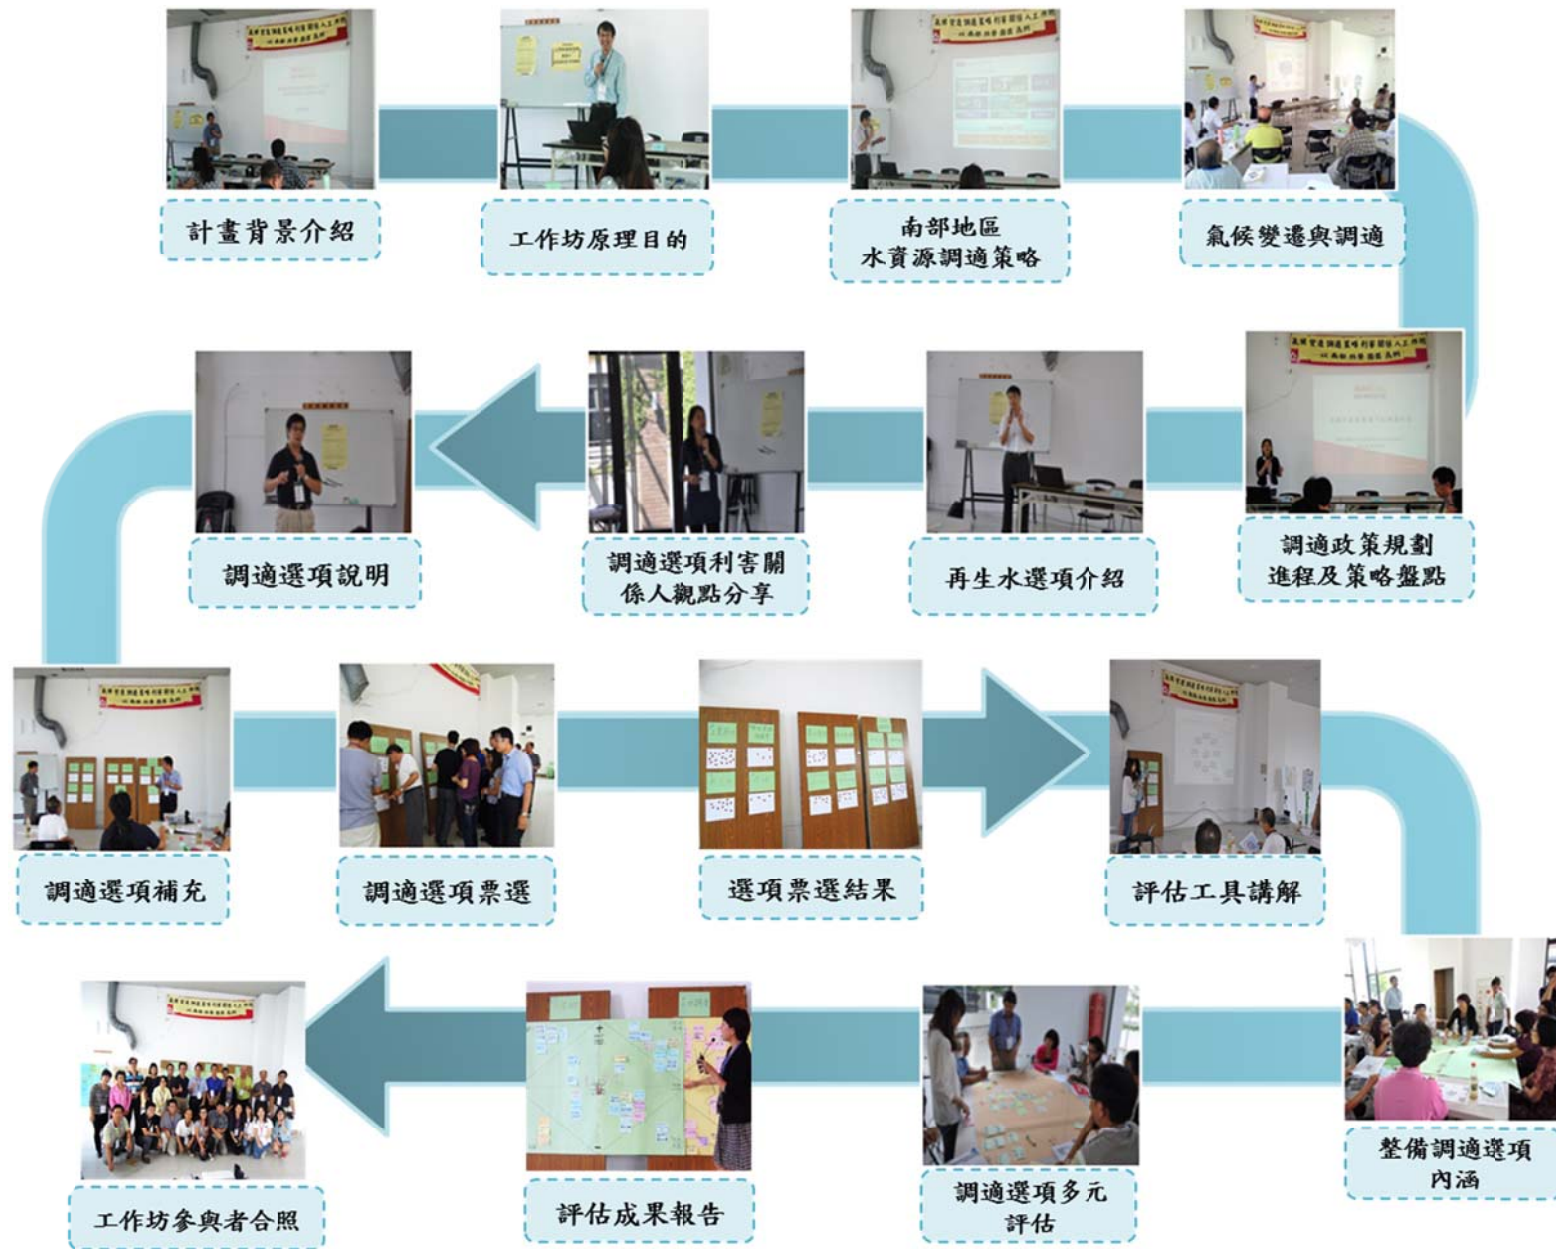 計畫背景介紹
工作坊原理目的
南部地區
水資源調適策略
氣候變遷與調適
調適政策規劃
進程及策略盤點
再生水選項介紹
調適選項利害關
係人觀點分享
調適選項說明
調適選項補充
調適選項票選
選項票選結果
評估工具講解
整備調適選項
內涵
調適選項多元
評估
評估成果報告
工作坊參與者合照